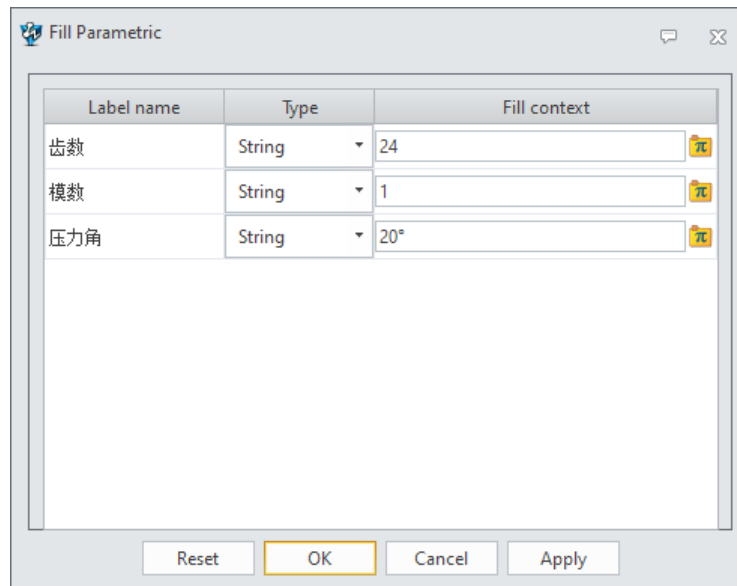 Fill Parametric
Label name Type Fill context
齿数 String 24 π
模数 String 1 π
压力角 String 20° π
Reset OK Cancel Apply